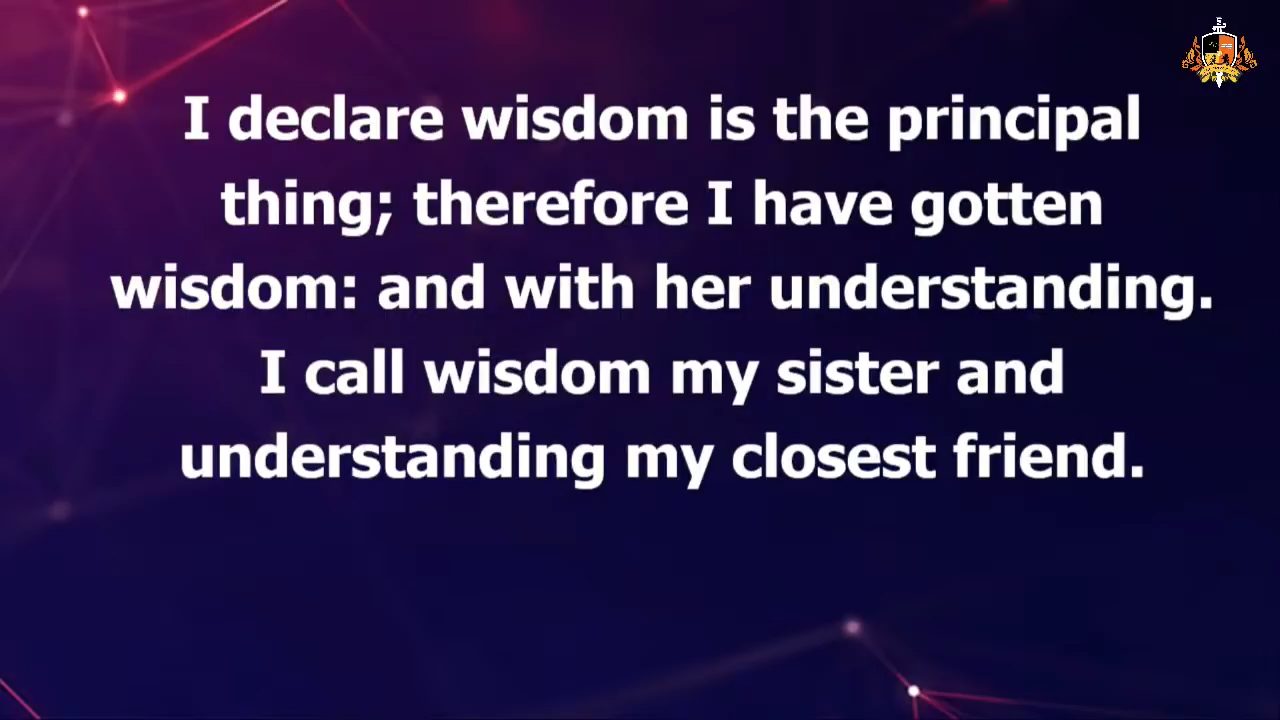 I declare wisdom is the principal
thing; therefore I have gotten
wisdom: and with her understanding.
I call wisdom my sister and
understanding my closest friend.